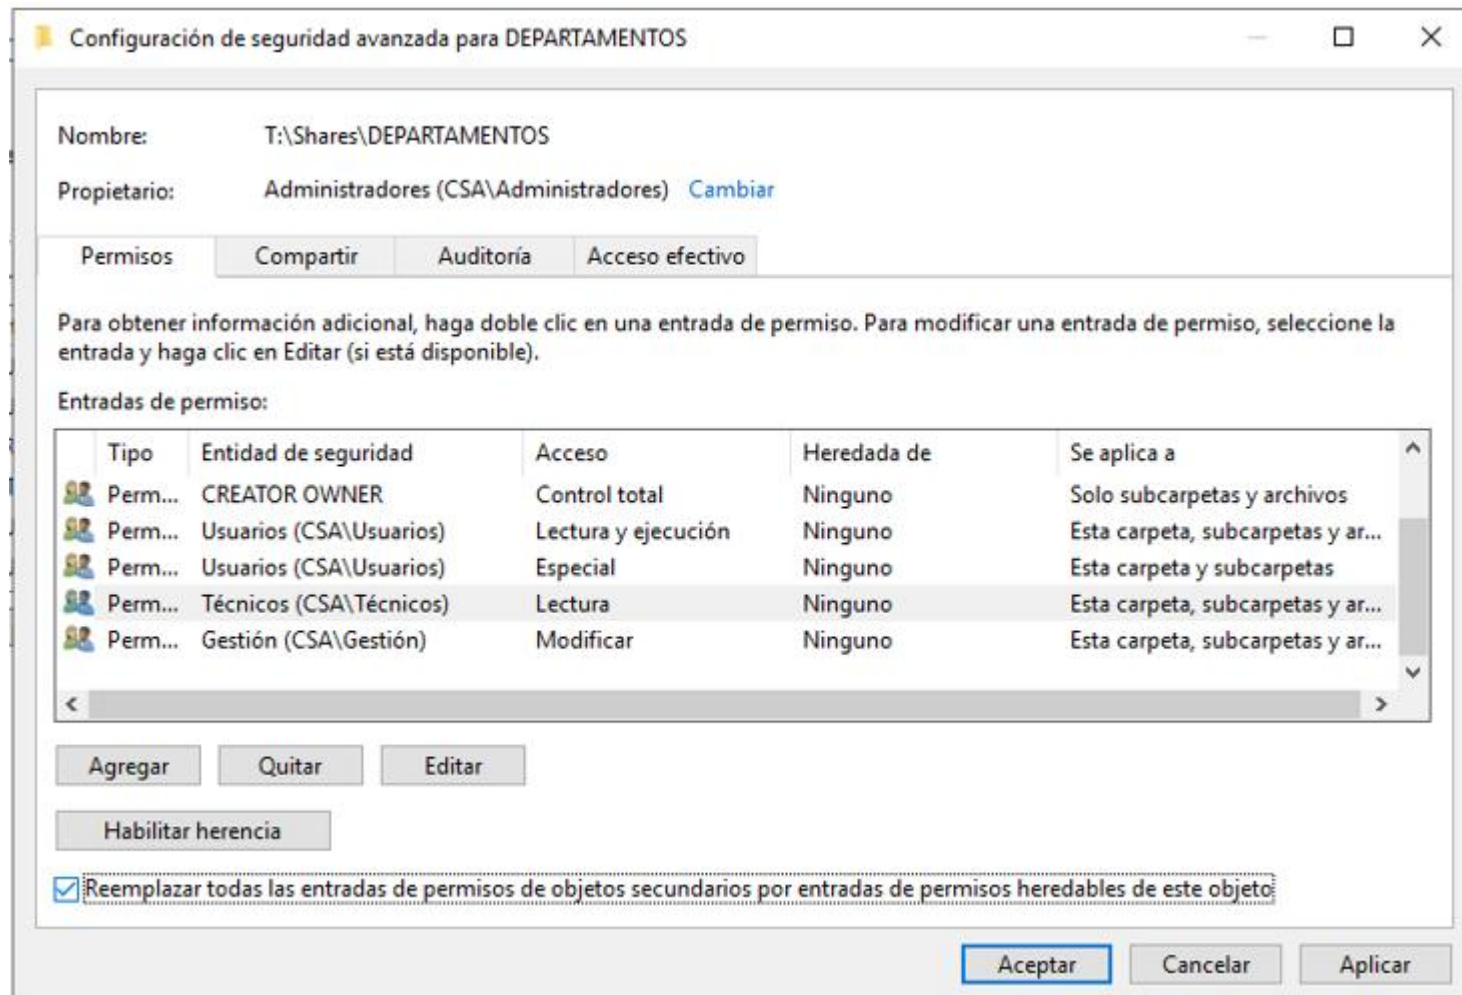 Configuración de seguridad avanzada para DEPARTAMENTOS
Nombre: T:\Shares\DEPARTAMENTOS
Propietario: Administradores (CSA\Administradores) Cambiar
Permisos Compartir Auditoría Acceso efectivo
Para obtener información adicional, haga doble clic en una entrada de permiso. Para modificar una entrada de permiso, seleccione la
entrada y haga clic en Editar (si está disponible).
Entradas de permiso:
Tipo Entidad de seguridad Acceso Heredada de Se aplica a
Perm... CREATOR OWNER Control total Ninguno Solo subcarpetas y archivos
Perm... Usuarios (CSA\Usuarios) Lectura y ejecución Ninguno Esta carpeta, subcarpetas y ar...
Perm... Usuarios (CSA\Usuarios) Especial Ninguno Esta carpeta y subcarpetas
Perm... Técnicos (CSA\Técnicos) Lectura Ninguno Esta carpeta, subcarpetas y ar...
Perm... Gestión (CSA\Gestión) Modificar Ninguno Esta carpeta, subcarpetas y ar...
Agregar Quitar Editar
Habilitar herencia
Reemplazar todas las entradas de permisos de objetos secundarios por entradas de permisos heredables de este objeto
Aceptar Cancelar Aplicar